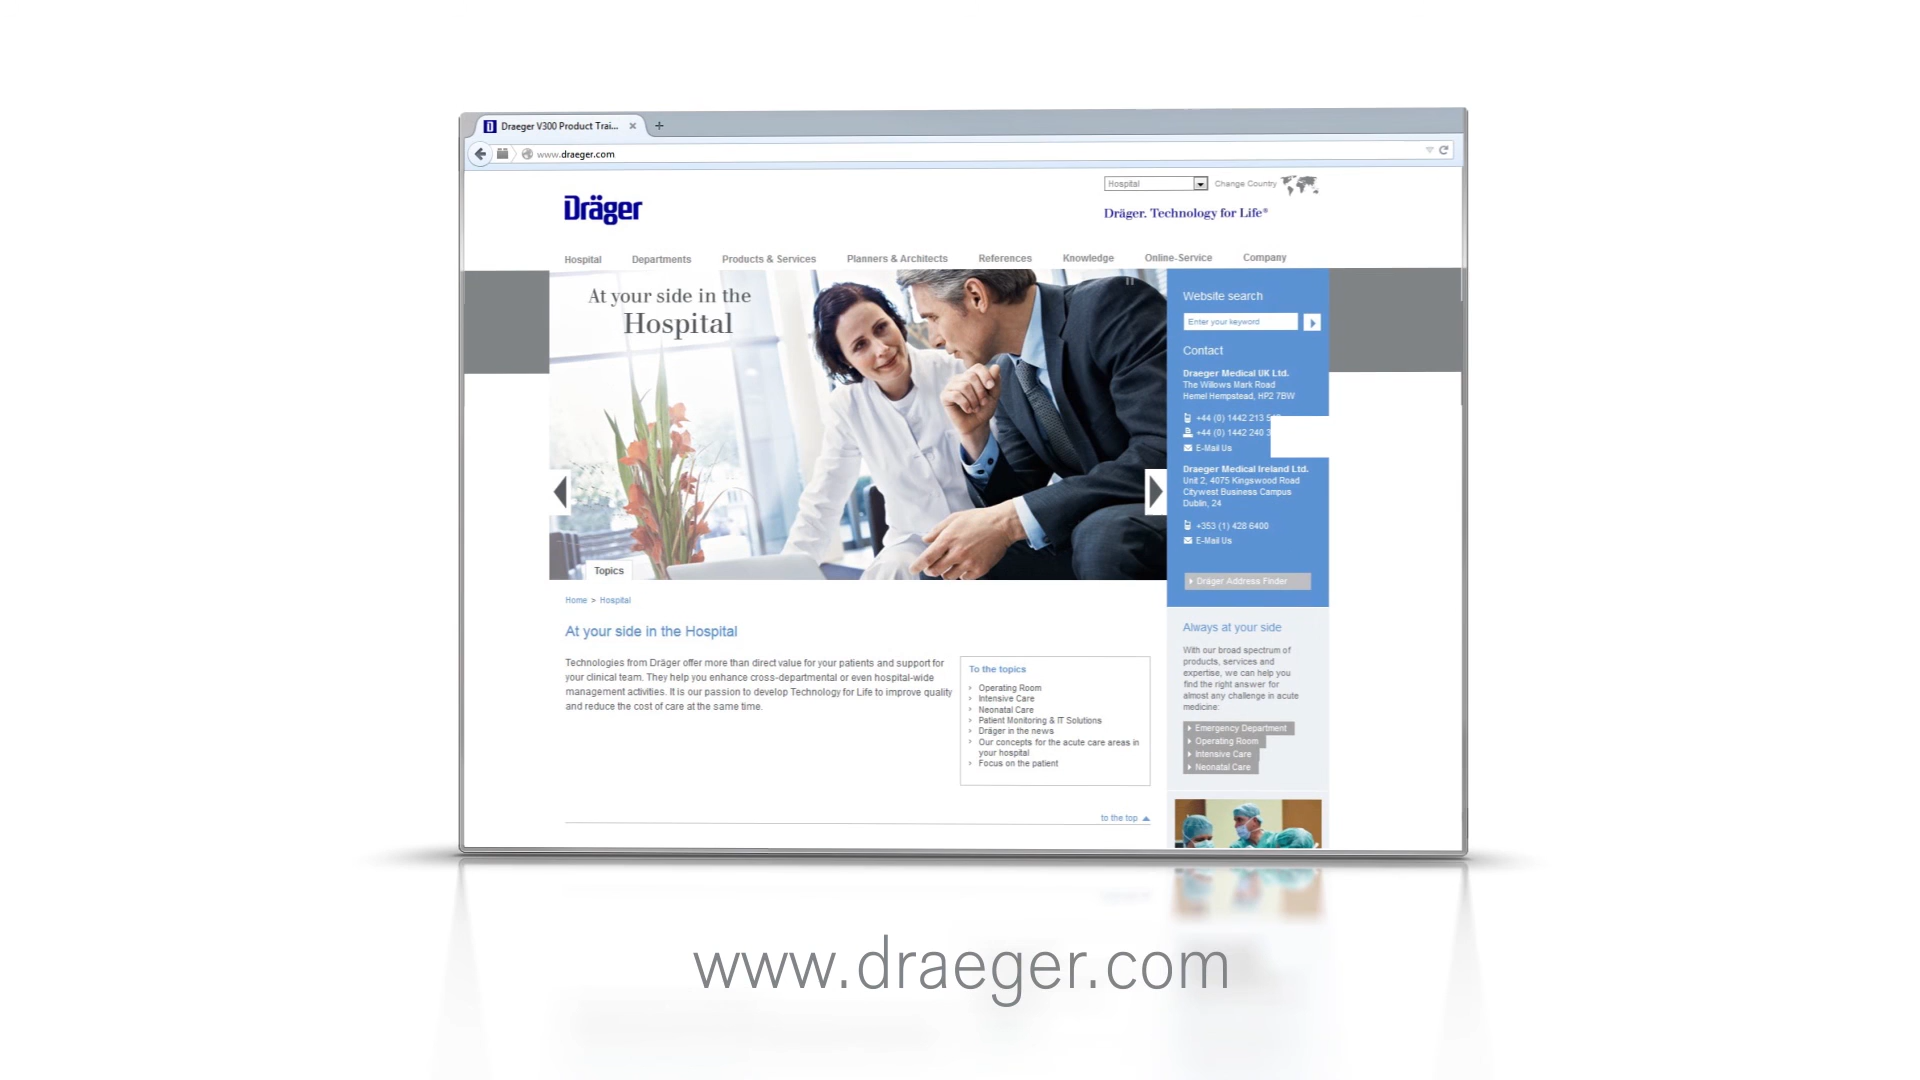 Draeger V300 Product Trai...
www.draeger.com
Hospital
Change Country
Dräger
Dräger. Technology for Life®
Hospital
Departments
Products & Services
Planners & Architects
References
Knowledge
Online-Service
Company
At your side in the
Hospital
Topics
Home > Hospital
At your side in the Hospital
Technologies from Dräger offer more than direct value for your patients and support for
your clinical team. They help you enhance cross-departmental or even hospital-wide
management activities. It is our passion to develop Technology for Life to improve quality
and reduce the cost of care at the same time.
To the topics
Operating Room
Intensive Care
Neonatal Care
Patient Monitoring & IT Solutions
Dräger in the news
Our concepts for the acute care areas in
your hospital
Focus on the patient
to the top
Website search
Enter your keyword
Contact
Draeger Medical UK Ltd.
The Willows Mark Road
Hemel Hempstead, HP2 7BW
+44 (0) 1442 213
+44 (0) 1442 240
E-Mail Us
Draeger Medical Ireland Ltd.
Unit 2, 4075 Kingswood Road
Citywest Business Campus
Dublin, 24
+353 (1) 428 6400
E-Mail Us
Dräger Address Finder
Always at your side
With our broad spectrum of
products, services and
expertise, we can help you
find the right answer for
almost any challenge in acute
medicine:
Emergency Department
Operating Room
Intensive Care
Neonatal Care
www.draeger.com